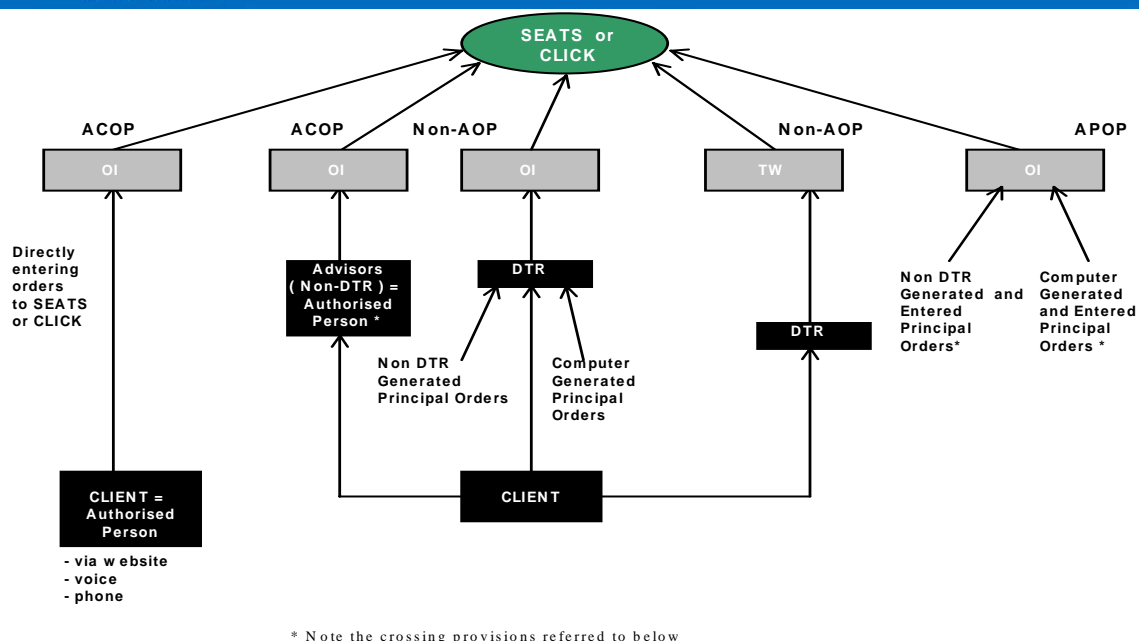 SEATS or
CLICK
ACOP
ACOP
Non-AOP
Non-AOP
APOP
OI
OI
OI
TW
OI
Directly
entering
orders
to SEATS
or CLICK
Advisors
( Non-DTR ) =
Authorised
Person *
DTR
Non DTR
Generated
Principal Orders
Computer
Generated
Principal
Orders
DTR
Non DTR
Generated and
Entered
Principal
Orders*
Computer
Generated
and Entered
Principal
Orders *
CLIENT =
Authorised
Person
- via website
- voice
- phone
CLIENT
* Note the crossing provisions referred to below